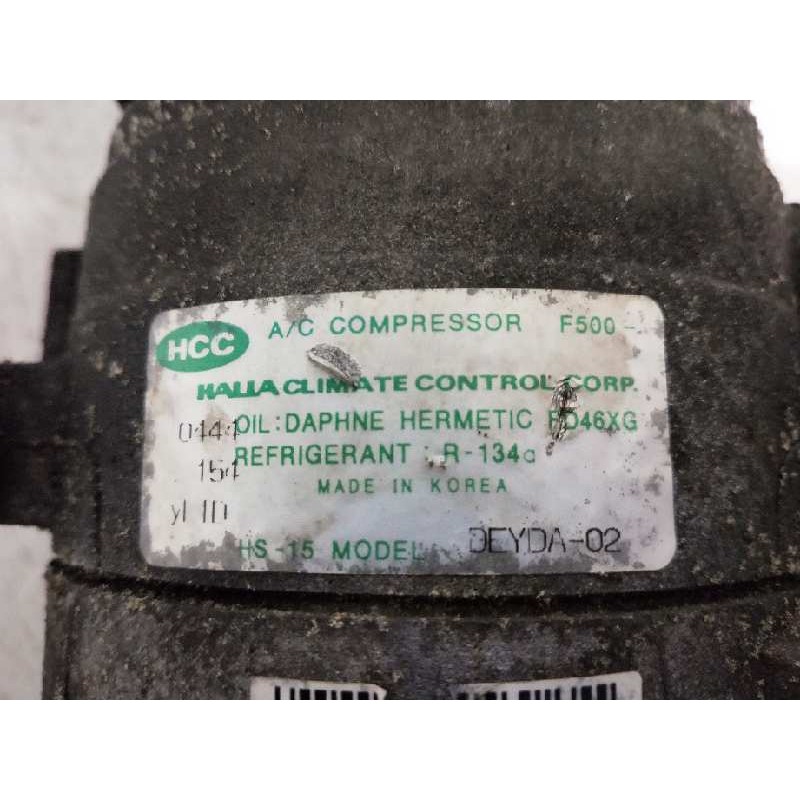 HCC A/C COMPRESSOR F500-
HALLA CLIMATE CONTROL CORP.
OIL: DAPHNE HERMETIC FD46XG
REFRIGERANT : R-134a
154
MADE IN KOREA
HS-15 MODEL DEYDA-02